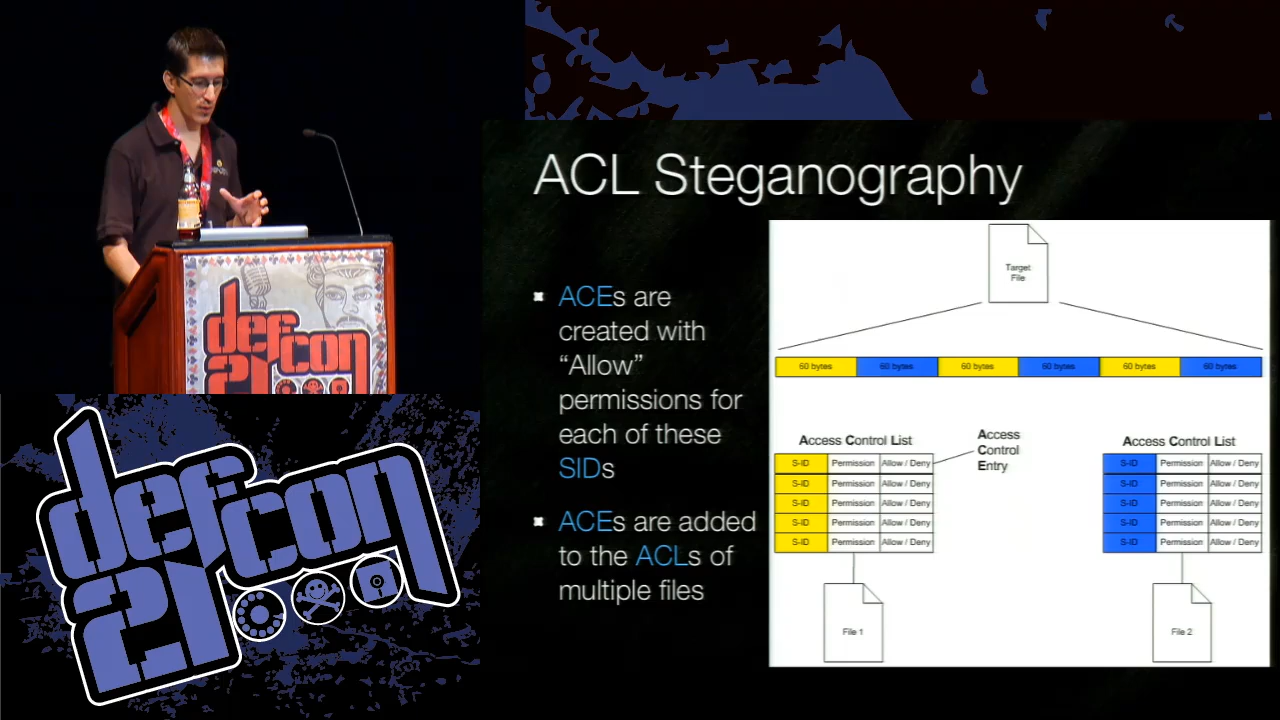 ACL Steganography
ACEs are
created with
“Allow”
permissions for
each of these
SIDs
ACEs are added
to the ACLs of
multiple files
Target
File
60 bytes 60 bytes 60 bytes 60 bytes 60 bytes 60 bytes
Access Control List
S-ID Permission Allow / Deny
S-ID Permission Allow / Deny
S-ID Permission Allow / Deny
S-ID Permission Allow / Deny
S-ID Permission Allow / Deny
Access
Control
Entry
Access Control List
S-ID Permission Allow / Deny
S-ID Permission Allow / Deny
S-ID Permission Allow / Deny
S-ID Permission Allow / Deny
S-ID Permission Allow / Deny
File 1
File 2
defcon
21
defcon
21